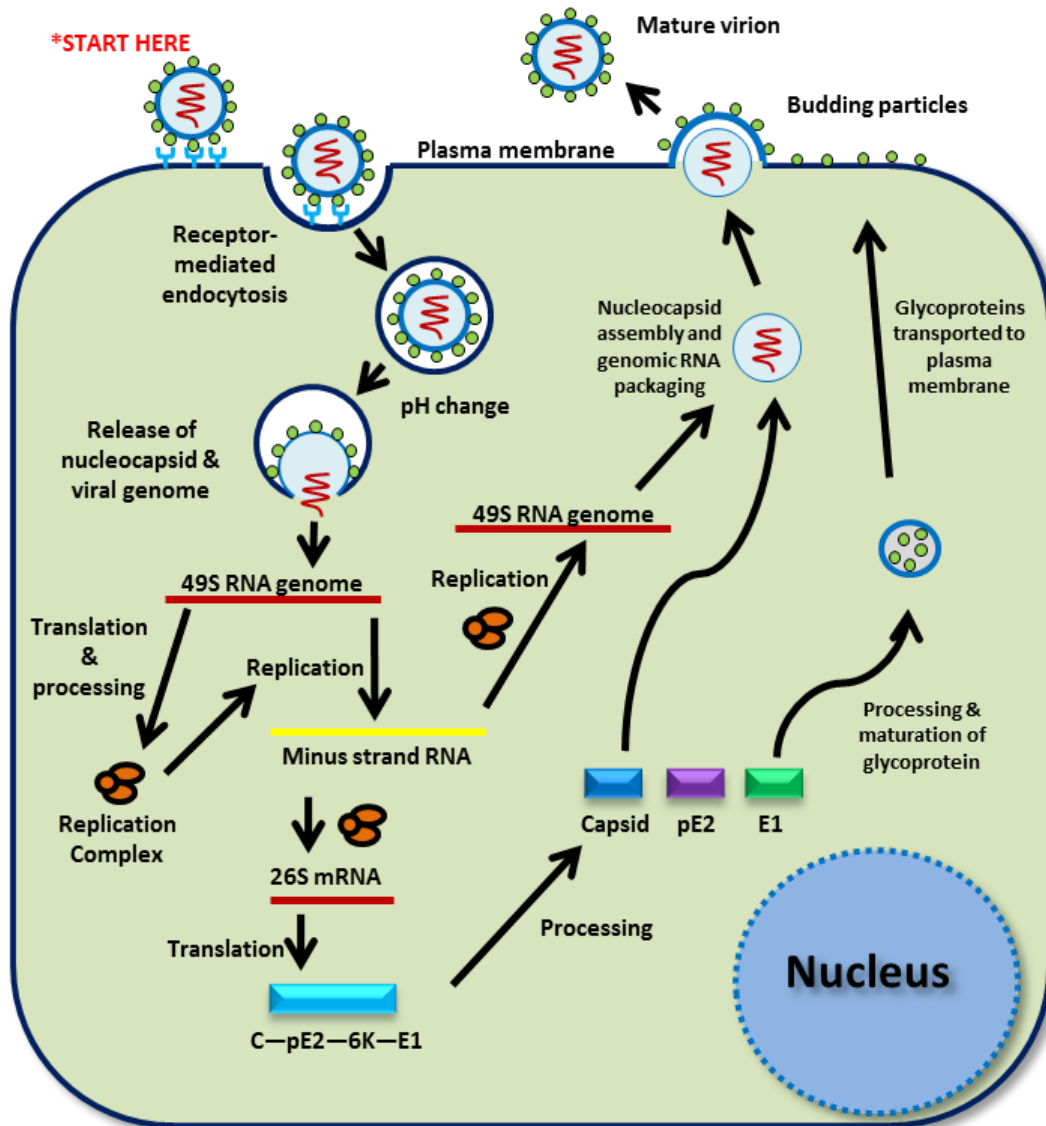 *START HERE
Mature virion
Budding particles
Plasma membrane
Receptor-
mediated
endocytosis
pH change
Release of
nucleocapsid &
viral genome
49S RNA genome
Translation
&
processing
Replication
Replication
Complex
Minus strand RNA
26S mRNA
Translation
C—pE2—6K—E1
Processing
Capsid
pE2
E1
Replication
49S RNA genome
Nucleocapsid
assembly and
genomic RNA
packaging
Processing &
maturation of
glycoprotein
Glycoproteins
transported to
plasma
membrane
Nucleus